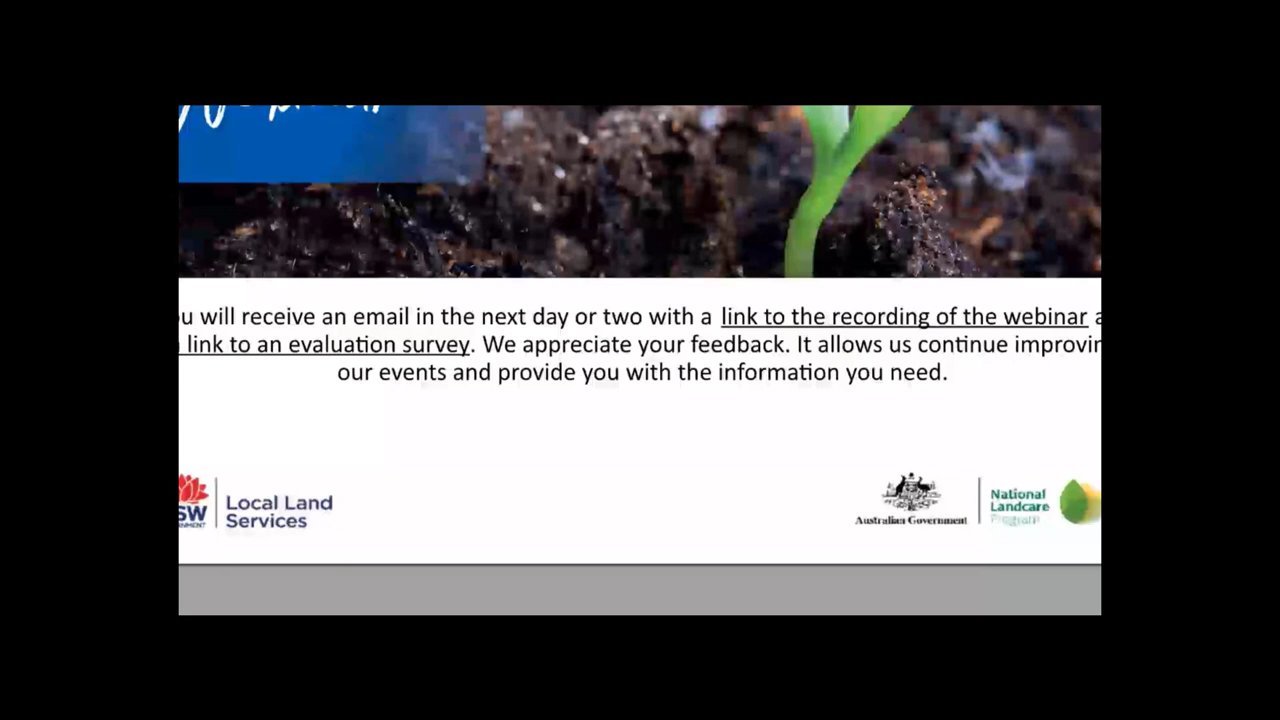 u will receive an email in the next day or two with a link to the recording of the webinar a
link to an evaluation survey. We appreciate your feedback. It allows us continue improvin
our events and provide you with the information you need.
SW
Local Land
Services
Australian Government
National
Landcare
Program